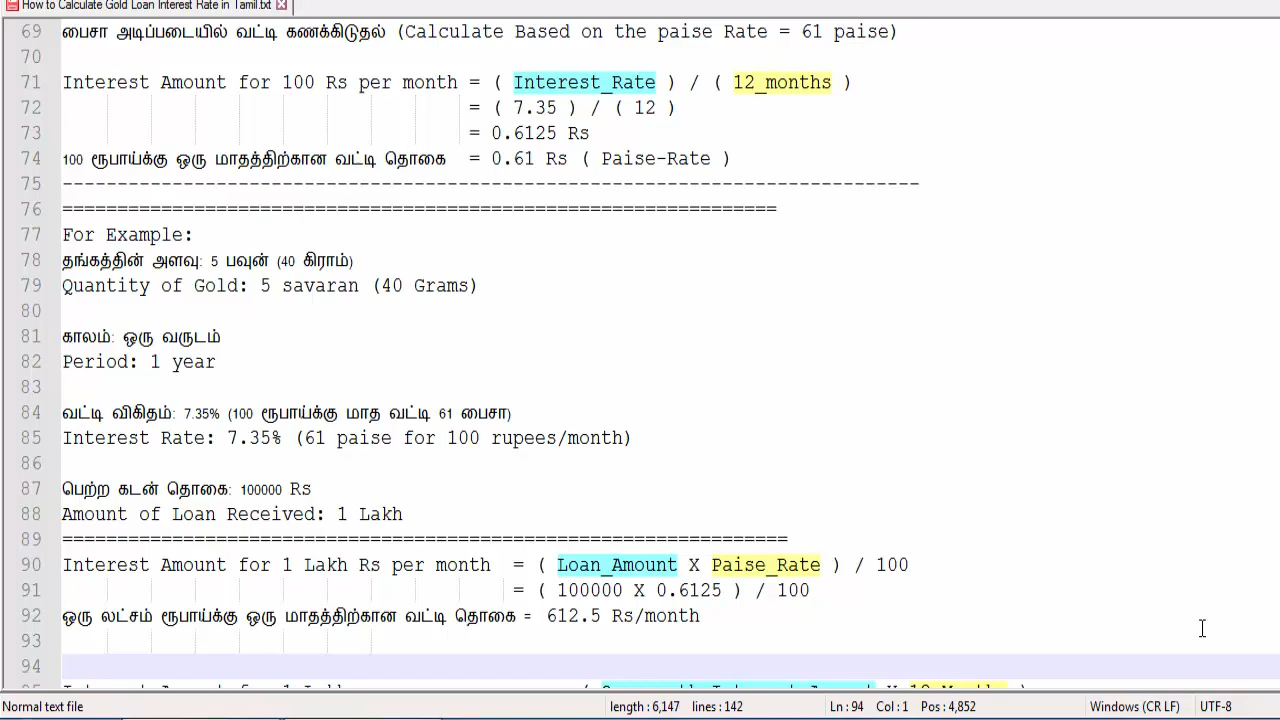 How to Calculate Gold Loan Interest Rate in Tamil.txt
69 பைசா அடிப்படையில் வட்டி கணக்கிடுதல் (Calculate Based on the paise Rate = 61 paise)
70
71 Interest Amount for 100 Rs per month = ( Interest_Rate ) / ( 12_months )
72 = ( 7.35 ) / ( 12 )
73 = 0.6125 Rs
74 100 ரூபாய்க்கு ஒரு மாதத்திற்கான வட்டி தொகை = 0.61 Rs ( Paise-Rate )
75 ------------------------------------------------------------------------------
76 =================================================================
77 For Example:
78 தங்கத்தின் அளவு: 5 பவுன் (40 கிராம்)
79 Quantity of Gold: 5 savaran (40 Grams)
80
81 காலம்: ஒரு வருடம்
82 Period: 1 year
83
84 வட்டி விகிதம்: 7.35% (100 ரூபாய்க்கு மாத வட்டி 61 பைசா)
85 Interest Rate: 7.35% (61 paise for 100 rupees/month)
86
87 பெற்ற கடன் தொகை: 100000 Rs
88 Amount of Loan Received: 1 Lakh
89 ==================================================================
90 Interest Amount for 1 Lakh Rs per month = ( Loan_Amount X Paise_Rate ) / 100
91 = ( 100000 X 0.6125 ) / 100
92 ஒரு லட்சம் ரூபாய்க்கு ஒரு மாதத்திற்கான வட்டி தொகை = 612.5 Rs/month
93
94
Normal text file length : 6,147 lines : 142 Ln : 94 Col : 1 Pos : 4,852 Windows (CR LF) UTF-8